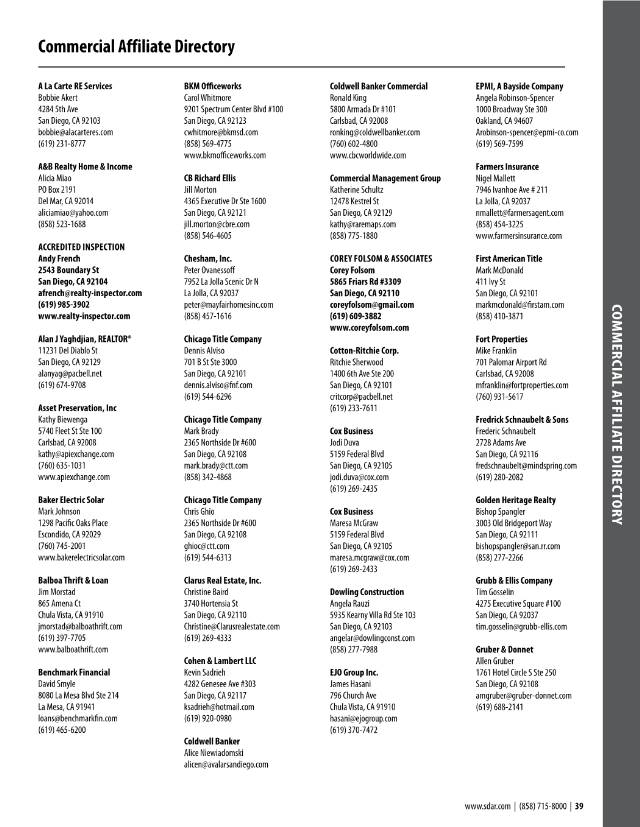 Commercial Affiliate Directory
A La Carte RE Services
Bobbie Akert
4284 5th Ave
San Diego, CA 92103
bobbie@alacarteres.com
(619) 231-8777
A&B Realty Home & Income
Alicia Miao
PO Box 2191
Del Mar, CA 92014
aliciamiao@yahoo.com
(858) 523-1688
ACCREDITED INSPECTION
Andy French
2543 Boundary St
San Diego, CA 92104
afrench@realty-inspector.com
(619) 985-3902
www.realty-inspector.com
Alan J Yaghdjian, REALTOR®
11231 Del Diablo St
San Diego, CA 92129
alanyag@pacbell.net
(619) 674-9708
Asset Preservation, Inc
Kathy Biewenga
5740 Fleet St Ste 100
Carlsbad, CA 92008
kathy@apiexchange.com
(760) 635-1031
www.apiexchange.com
Baker Electric Solar
Mark Johnson
1298 Pacific Oaks Place
Escondido, CA 92029
(760) 745-2001
www.bakerelectricsolar.com
Balboa Thrift & Loan
Jim Morstad
865 Amena Ct
Chula Vista, CA 91910
jmorstad@balboathrift.com
(619) 397-7705
www.balboathrift.com
Benchmark Financial
David Smyle
8080 La Mesa Blvd Ste 214
La Mesa, CA 91941
loans@benchmarkfin.com
(619) 465-6200
BKM Officeworks
Carol Whitmore
9201 Spectrum Center Blvd #100
San Diego, CA 92123
cwhitmore@bkmsd.com
(858) 569-4775
www.bkmofficeworks.com
CB Richard Ellis
Jill Morton
4365 Executive Dr Ste 1600
San Diego, CA 92121
jill.morton@cbre.com
(858) 546-4605
Chesham, Inc.
Peter Ovanessoff
7952 La Jolla Scenic Dr N
La Jolla, CA 92037
peter@mayfairhomesinc.com
(858) 457-1616
Chicago Title Company
Dennis Alviso
701 B St Ste 3000
San Diego, CA 92101
dennis.alviso@fnf.com
(619) 544-6296
Chicago Title Company
Mark Brady
2365 Northside Dr #600
San Diego, CA 92108
mark.brady@ctt.com
(858) 342-4868
Chicago Title Company
Chris Ghio
2365 Northside Dr #600
San Diego, CA 92108
ghioc@ctt.com
(619) 544-6313
Clarus Real Estate, Inc.
Christine Baird
3740 Hortensia St
San Diego, CA 92110
Christine@Clarusrealestate.com
(619) 269-4333
Cohen & Lambert LLC
Kevin Sadrieh
4282 Genesee Ave #303
San Diego, CA 92117
ksadrieh@hotmail.com
(619) 920-0980
Coldwell Banker
Alice Niewiadomski
alicen@avalarsandiego.com
Coldwell Banker Commercial
Ronald King
5800 Armada Dr #101
Carlsbad, CA 92008
ronking@coldwellbanker.com
(760) 602-4800
www.cbcworldwide.com
Commercial Management Group
Katherine Schultz
12478 Kestrel St
San Diego, CA 92129
kathy@raremaps.com
(858) 775-1880
COREY FOLSOM & ASSOCIATES
Corey Folsom
5865 Friars Rd #3309
San Diego, CA 92110
coreyfolsom@gmail.com
(619) 609-3882
www.coreyfolsom.com
Cotton-Ritchie Corp.
Ritchie Sherwood
1400 6th Ave Ste 200
San Diego, CA 92101
critcorp@pacbell.net
(619) 233-7611
Cox Business
Jodi Duva
5159 Federal Blvd
San Diego, CA 92105
jodi.duva@cox.com
(619) 269-2435
Cox Business
Maresa McGraw
5159 Federal Blvd
San Diego, CA 92105
maresa.mcgraw@cox.com
(619) 269-2433
Dowling Construction
Angela Rauzi
5935 Kearny Villa Rd Ste 103
San Diego, CA 92103
angelar@dowlingconst.com
(858) 277-7988
EJO Group Inc.
James Hasani
796 Church Ave
Chula Vista, CA 91910
hasani@ejogroup.com
(619) 370-7472
EPMI, A Bayside Company
Angela Robinson-Spencer
1000 Broadway Ste 300
Oakland, CA 94607
Arobinson-spencer@epmi-co.com
(619) 569-7599
Farmers Insurance
Nigel Mallett
7946 Ivanhoe Ave # 211
La Jolla, CA 92037
nmallett@farmersagent.com
(858) 454-3225
www.farmersinsurance.com
First American Title
Mark McDonald
411 Ivy St
San Diego, CA 92101
markmcdonald@firstam.com
(858) 410-3871
Fort Properties
Mike Franklin
701 Palomar Airport Rd
Carlsbad, CA 92008
mfranklin@fortproperties.com
(760) 931-5617
Fredrick Schnaubelt & Sons
Frederic Schnaubelt
2728 Adams Ave
San Diego, CA 92116
fredschnaubelt@mindspring.com
(619) 280-2082
Golden Heritage Realty
Bishop Spangler
3003 Old Bridgeport Way
San Diego, CA 92111
bishopspangler@san.rr.com
(858) 277-2266
Grubb & Ellis Company
Tim Gosselin
4275 Executive Square #100
San Diego, CA 92037
tim.gosselin@grubb-ellis.com
Gruber & Donnet
Allen Gruber
1761 Hotel Circle S Ste 250
San Diego, CA 92108
amgruber@gruber-donnet.com
(619) 688-2141
COMMERCIAL AFFILIATE DIRECTORY
www.sdar.com | (858) 715-8000 | 39